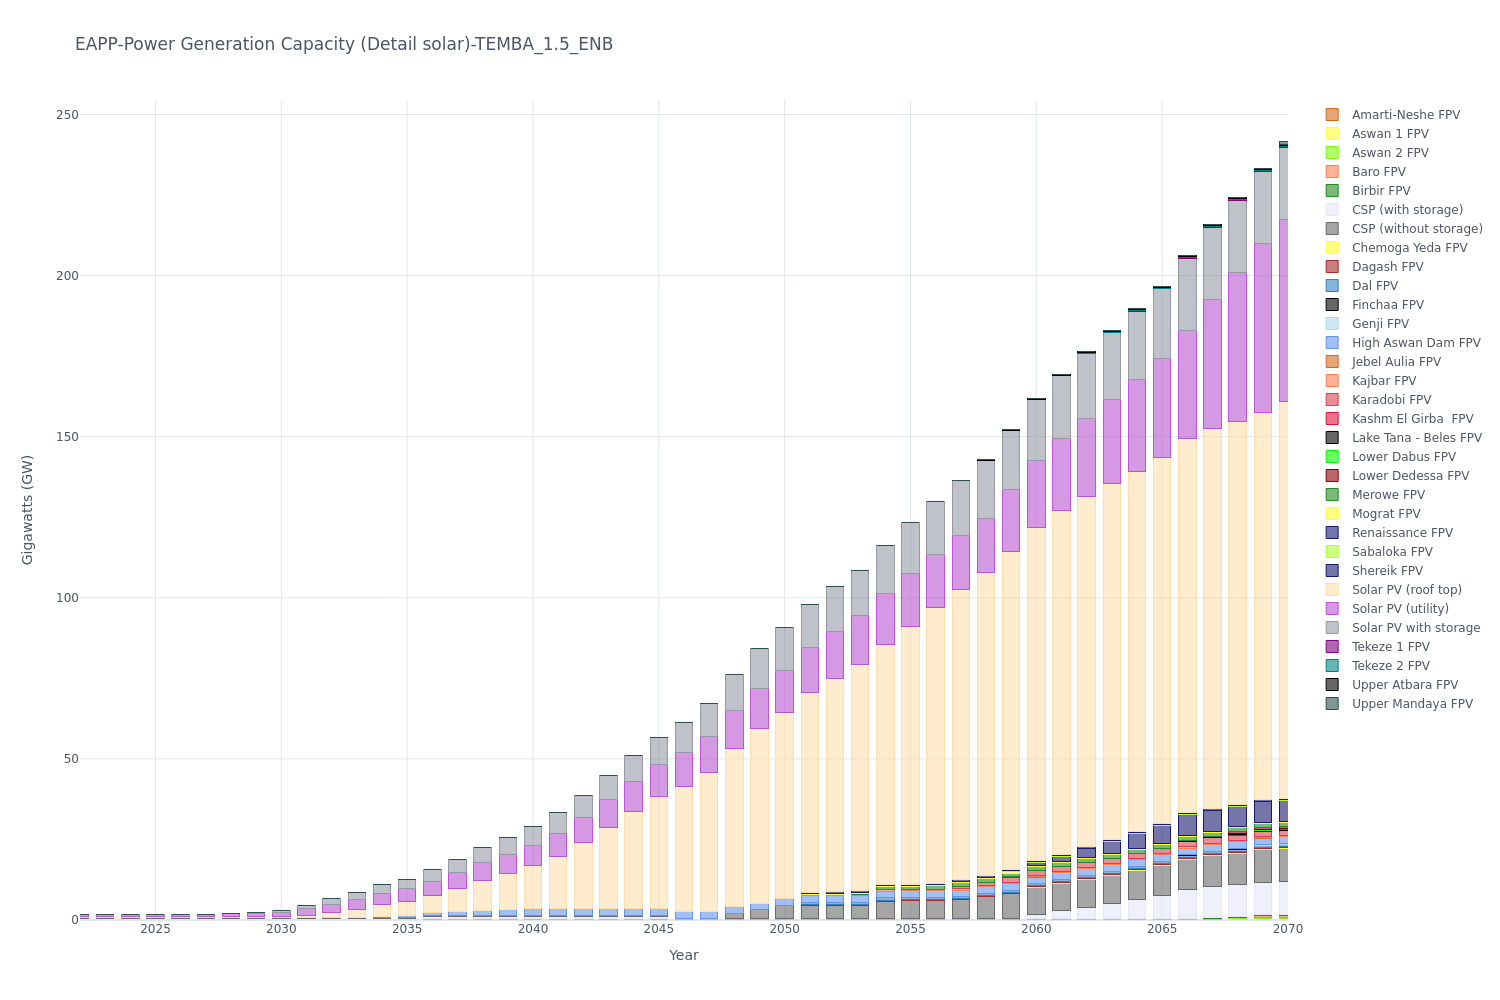 EAPP-Power Generation Capacity (Detail solar)-TEMBA_1.5_ENB
Gigawatts (GW)
250
200
150
100
50
0
2025
2030
2035
2040
2045
2050
2055
2060
2065
2070
Year
Amarti-Neshe FPV
Aswan 1 FPV
Aswan 2 FPV
Baro FPV
Birbir FPV
CSP (with storage)
CSP (without storage)
Chemoga Yeda FPV
Dagash FPV
Dal FPV
Finchaa FPV
Genji FPV
High Aswan Dam FPV
Jebel Aulia FPV
Kajbar FPV
Karadobi FPV
Kashm El Girba  FPV
Lake Tana - Beles FPV
Lower Dabus FPV
Lower Dedessa FPV
Merowe FPV
Mograt FPV
Renaissance FPV
Sabaloka FPV
Shereik FPV
Solar PV (roof top)
Solar PV (utility)
Solar PV with storage
Tekeze 1 FPV
Tekeze 2 FPV
Upper Atbara FPV
Upper Mandaya FPV